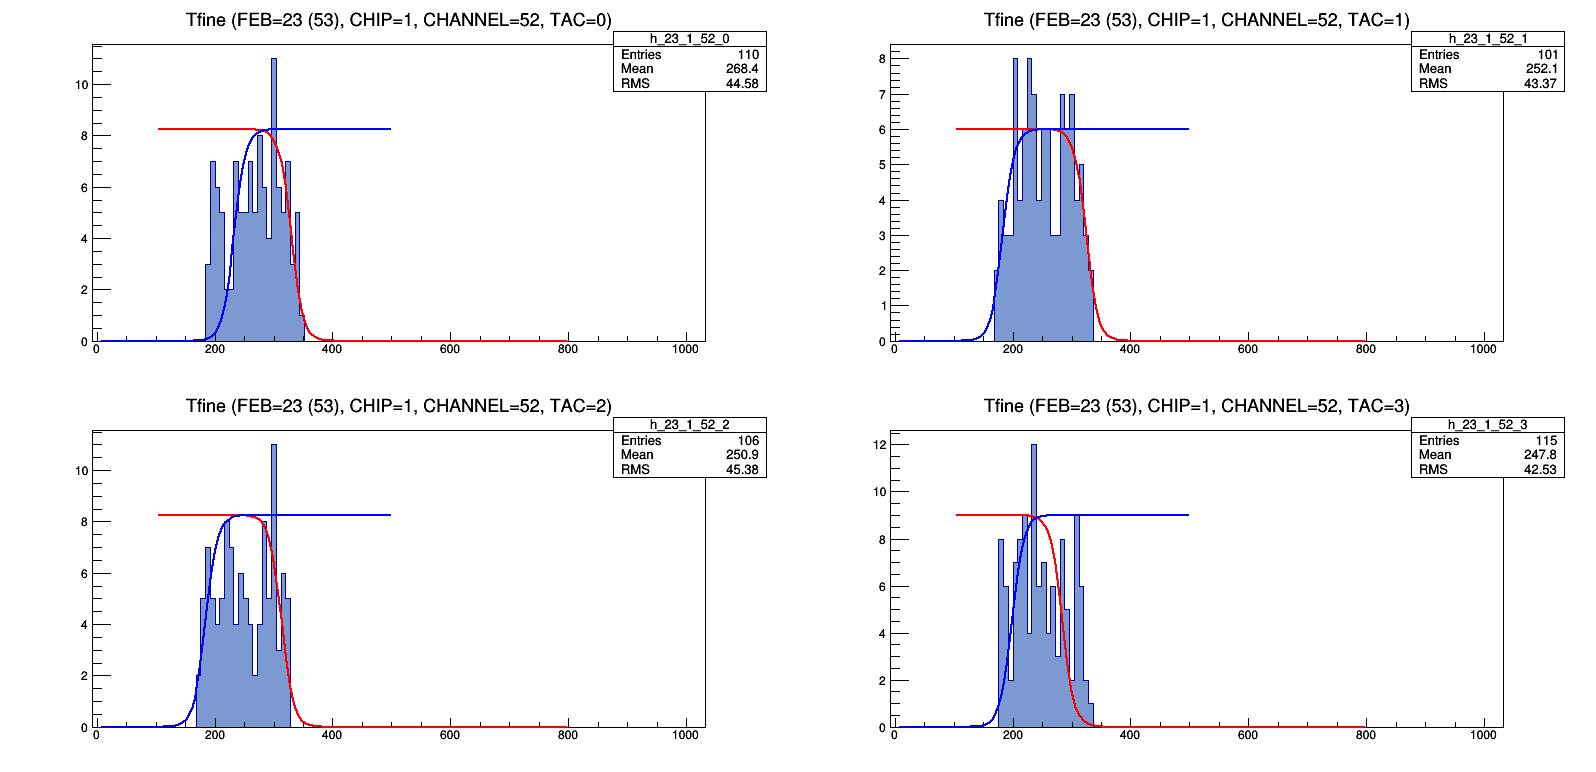 Tfine (FEB=23 (53), CHIP=1, CHANNEL=52, TAC=0)
h_23_1_52_0
Entries 110
Mean 268.4
RMS 44.58
10
8
6
4
2
0
0 200 400 600 800 1000
Tfine (FEB=23 (53), CHIP=1, CHANNEL=52, TAC=1)
h_23_1_52_1
Entries 101
Mean 252.1
RMS 43.37
8
7
6
5
4
3
2
1
0
0 200 400 600 800 1000
Tfine (FEB=23 (53), CHIP=1, CHANNEL=52, TAC=2)
h_23_1_52_2
Entries 106
Mean 250.9
RMS 45.38
10
8
6
4
2
0
0 200 400 600 800 1000
Tfine (FEB=23 (53), CHIP=1, CHANNEL=52, TAC=3)
h_23_1_52_3
Entries 115
Mean 247.8
RMS 42.53
12
10
8
6
4
2
0
0 200 400 600 800 1000